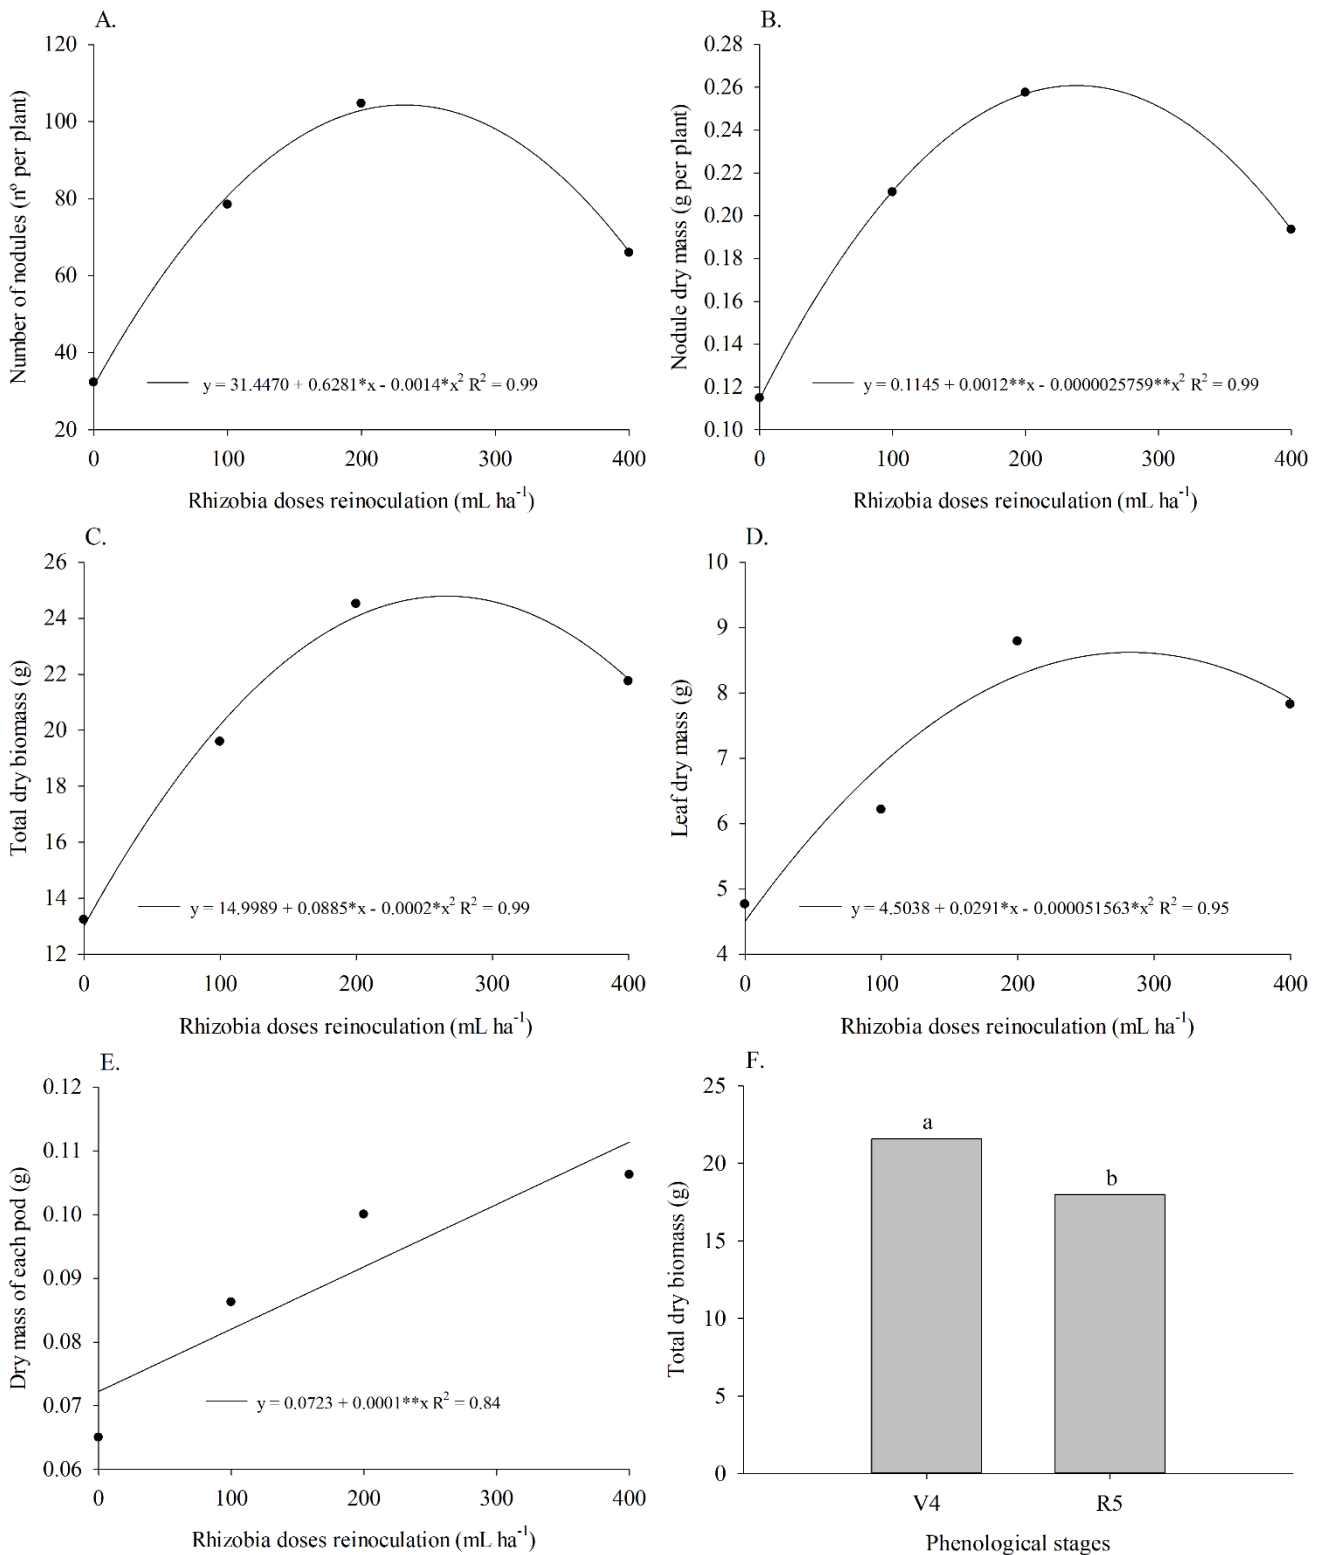 A.
120
100
80
60
40
20
Number of nodules (nº per plant)
y = 31.4470 + 0.6281*x - 0.0014*x² R² = 0.99
0 100 200 300 400
Rhizobia doses reinoculation (mL ha⁻¹)
B.
0.28
0.26
0.24
0.22
0.20
0.18
0.16
0.14
0.12
0.10
Nodule dry mass (g per plant)
y = 0.1145 + 0.0012**x - 0.0000025759**x² R² = 0.99
0 100 200 300 400
Rhizobia doses reinoculation (mL ha⁻¹)
C.
26
24
22
20
18
16
14
12
Total dry biomass (g)
y = 14.9989 + 0.0885*x - 0.0002*x² R² = 0.99
0 100 200 300 400
Rhizobia doses reinoculation (mL ha⁻¹)
D.
10
9
8
7
6
5
4
Leaf dry mass (g)
y = 4.5038 + 0.0291*x - 0.000051563*x² R² = 0.95
0 100 200 300 400
Rhizobia doses reinoculation (mL ha⁻¹)
E.
0.12
0.11
0.10
0.09
0.08
0.07
0.06
Dry mass of each pod (g)
y = 0.0723 + 0.0001**x R² = 0.84
0 100 200 300 400
Rhizobia doses reinoculation (mL ha⁻¹)
F.
25
20
15
10
5
0
Total dry biomass (g)
a
b
V4 R5
Phenological stages